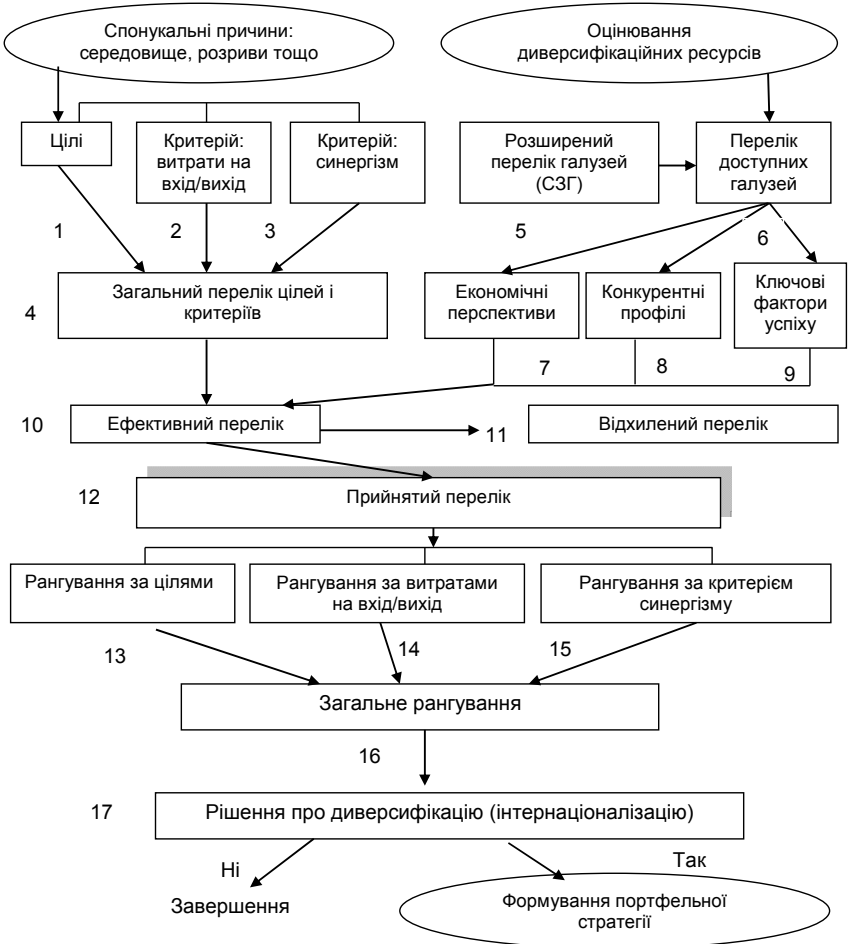 Спонукальні причини:
середовище, розриви тощо
Оцінювання
диверсифікаційних ресурсів
Цілі
Критерій:
витрати на
вхід/вихід
Критерій:
синергізм
Розширений
перелік галузей
(СЗГ)
Перелік
доступних
галузей
1
2
3
5
6
4
Загальний перелік цілей і
критеріїв
Економічні
перспективи
Конкурентні
профілі
Ключові
фактори
успіху
7
8
9
10
Ефективний перелік
11
Відхилений перелік
12
Прийнятий перелік
Рангування за цілями
Рангування за витратами
на вхід/вихід
Рангування за критерієм
синергізму
13
14
15
Загальне рангування
16
17
Рішення про диверсифікацію (інтернаціоналізацію)
Ні
Так
Завершення
Формування портфельної
стратегії